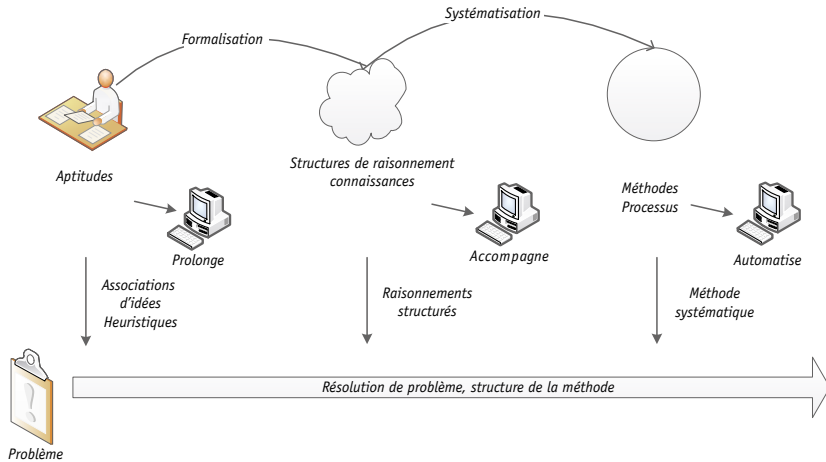 Systématisation
Formalisation
Aptitudes
Structures de raisonnement
connaissances
Méthodes
Processus
Prolonge
Accompagne
Automatise
Associations
d'idées
Heuristiques
Raisonnements
structurés
Méthode
systématique
Résolution de problème, structure de la méthode
Problème